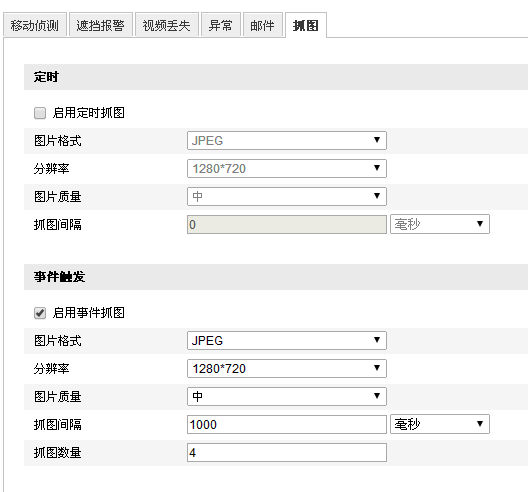 移动侦测 遮挡报警 视频丢失 异常 邮件 抓图
定时
启用定时抓图
图片格式 JPEG
分辨率 1280*720
图片质量 中
抓图间隔 0 毫秒
事件触发
启用事件抓图
图片格式 JPEG
分辨率 1280*720
图片质量 中
抓图间隔 1000 毫秒
抓图数量 4